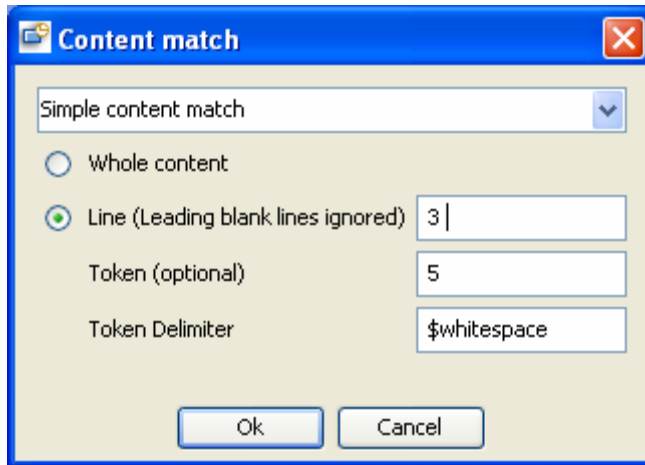 Content match
Simple content match
Whole content
Line (Leading blank lines ignored) 3
Token (optional) 5
Token Delimiter $whitespace
Ok Cancel